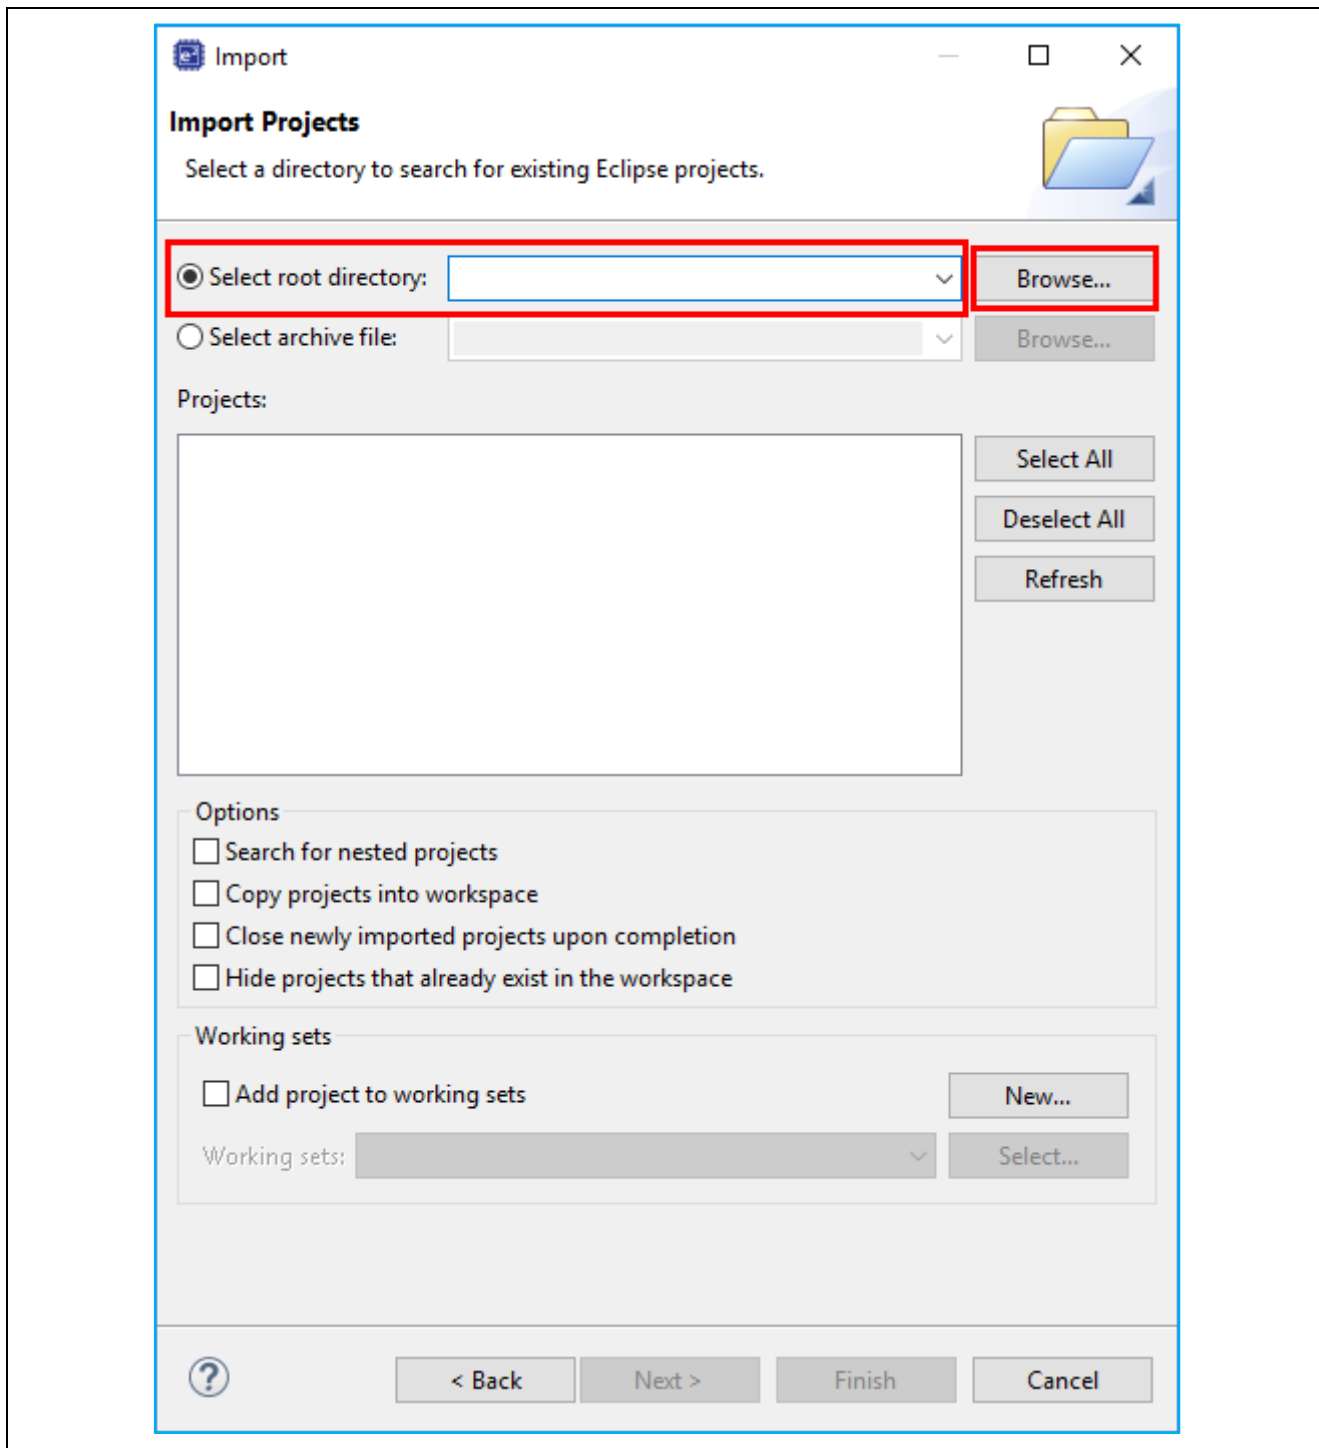 Import
Import Projects
Select a directory to search for existing Eclipse projects.
Select root directory: Browse...
Select archive file: Browse...
Projects:
Select All
Deselect All
Refresh
Options
Search for nested projects
Copy projects into workspace
Close newly imported projects upon completion
Hide projects that already exist in the workspace
Working sets
Add project to working sets New...
Working sets: Select...
? < Back Next > Finish Cancel